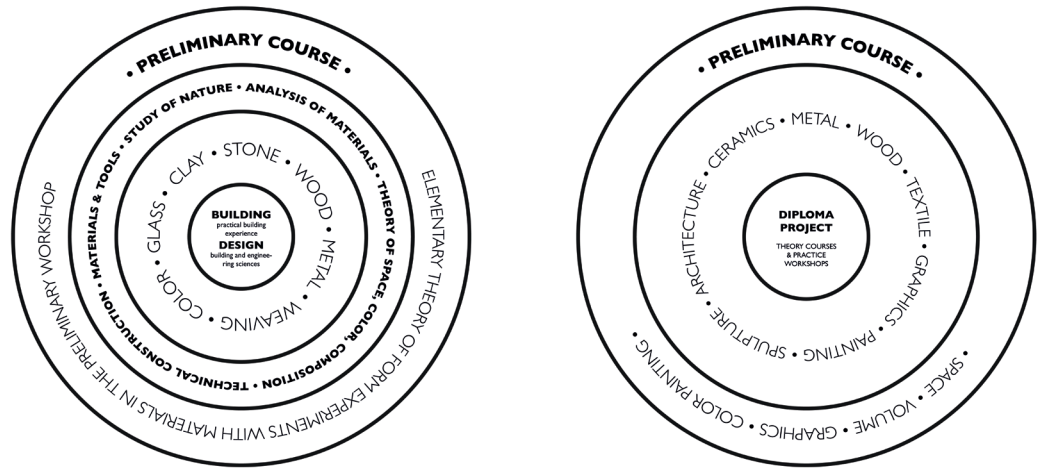 • PRELIMINARY COURSE •
ELEMENTARY THEORY OF FORM EXPERIMENTS WITH MATERIALS IN THE PRELIMINARY WORKSHOP
STUDY OF NATURE • ANALYSIS OF MATERIALS • THEORY OF SPACE, COLOR, COMPOSITION • TECHNICAL CONSTRUCTION • MATERIALS & TOOLS •
CLAY • STONE • WOOD • METAL • WEAVING • COLOR • GLASS •
BUILDING
practical building
experience
DESIGN
building and enginee-
ring sciences
• PRELIMINARY COURSE •
• SPACE • VOLUME • GRAPHICS • COLOR PAINTING •
CERAMICS • METAL • WOOD • TEXTILE • GRAPHICS • PAINTING • SPULPTURE • ARCHITECTURE •
DIPLOMA
PROJECT
THEORY COURSES
& PRACTICE
WORKSHOPS